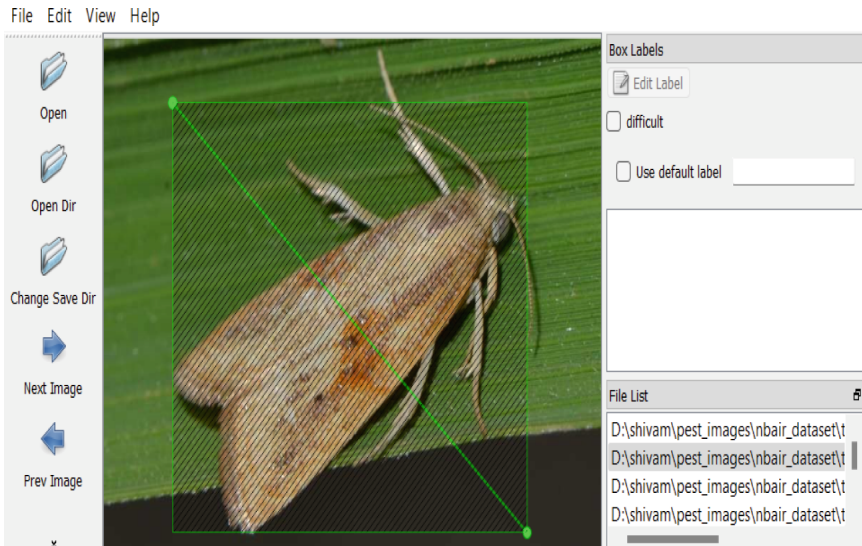 File Edit View Help
Open
Open Dir
Change Save Dir
Next Image
Prev Image
Box Labels
Edit Label
difficult
Use default label
File List
D:\shivam\pest_images\nbair_dataset\t
D:\shivam\pest_images\nbair_dataset\t
D:\shivam\pest_images\nbair_dataset\t
D:\shivam\pest_images\nbair_dataset\t